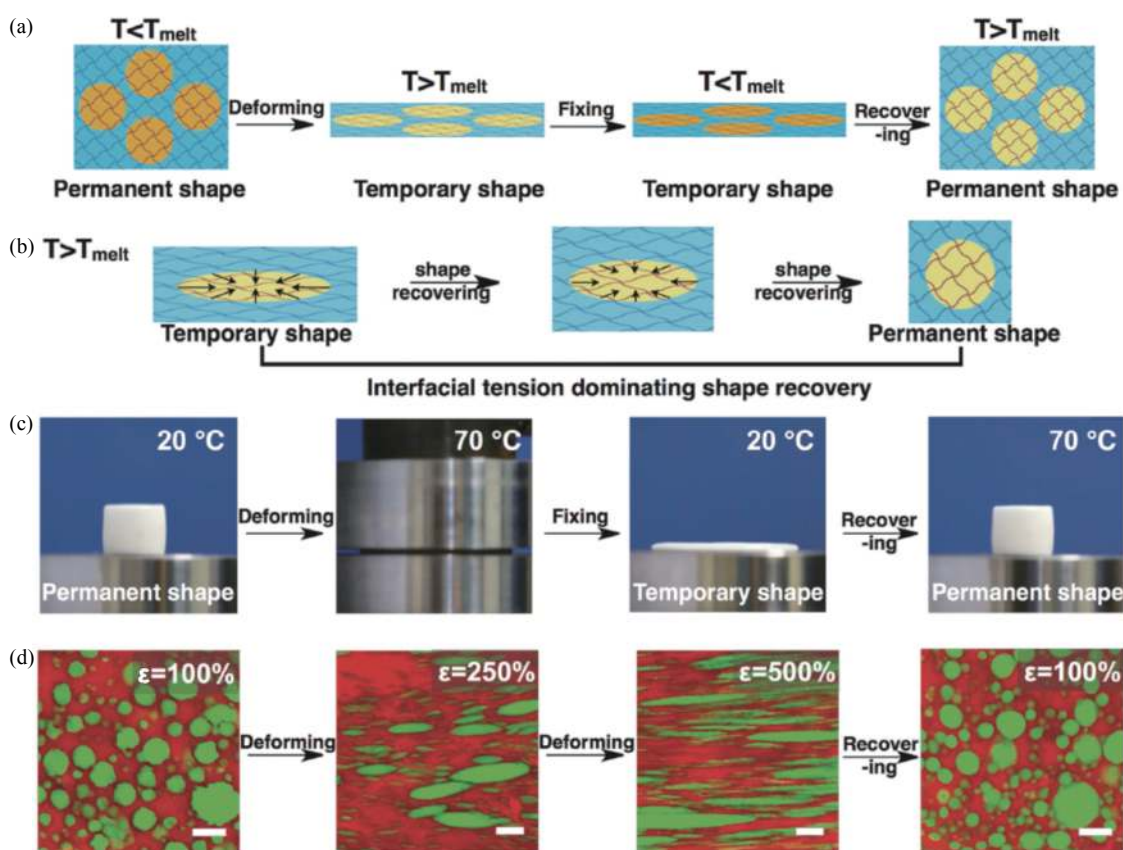 (a)
T<Tmelt
T>Tmelt
T<Tmelt
T>Tmelt
Deforming
Fixing
Recover
-ing
Permanent shape
Temporary shape
Temporary shape
Permanent shape
(b)
T>Tmelt
shape
recovering
shape
recovering
Temporary shape
Permanent shape
Interfacial tension dominating shape recovery
(c)
20 °C
70 °C
20 °C
70 °C
Deforming
Fixing
Recover
-ing
Permanent shape
Temporary shape
Permanent shape
(d)
ε=100%
ε=250%
ε=500%
ε=100%
Deforming
Deforming
Recover
-ing